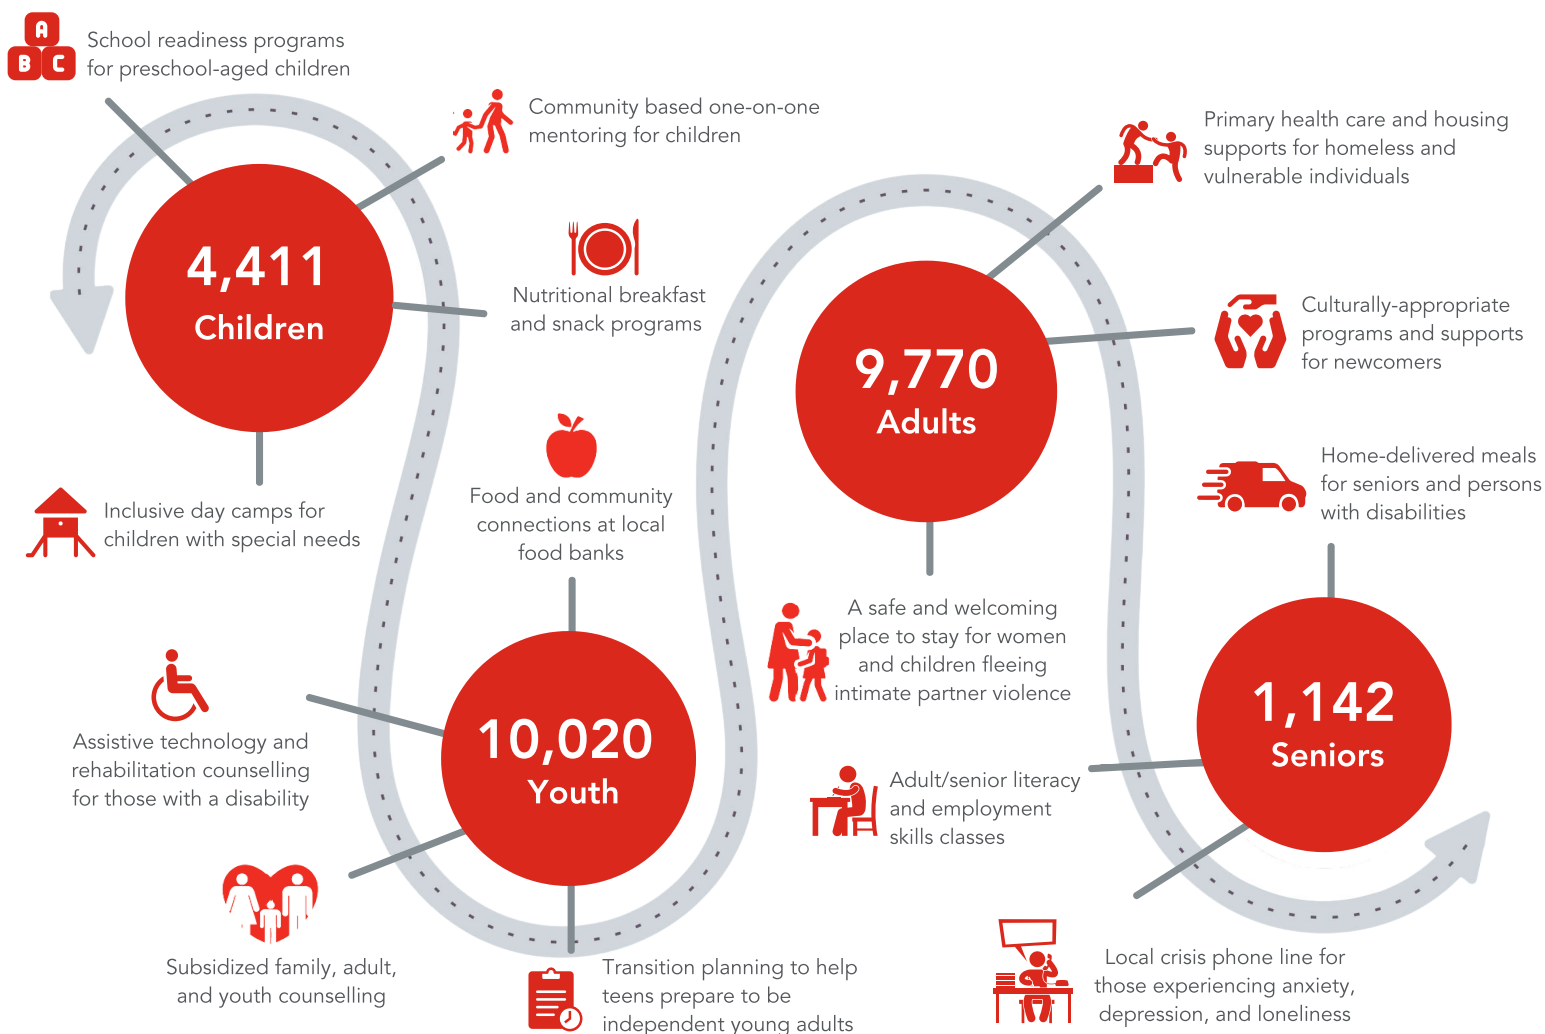 A
B C
School readiness programs
for preschool-aged children
Community based one-on-one
mentoring for children
4,411
Children
Nutritional breakfast
and snack programs
Inclusive day camps for
children with special needs
Food and community
connections at local
food banks
Assistive technology and
rehabilitation counselling
for those with a disability
10,020
Youth
Subsidized family, adult,
and youth counselling
Transition planning to help
teens prepare to be
independent young adults
Primary health care and housing
supports for homeless and
vulnerable individuals
9,770
Adults
Culturally-appropriate
programs and supports
for newcomers
A safe and welcoming
place to stay for women
and children fleeing
intimate partner violence
Home-delivered meals
for seniors and persons
with disabilities
1,142
Seniors
Adult/senior literacy
and employment
skills classes
Local crisis phone line for
those experiencing anxiety,
depression, and loneliness